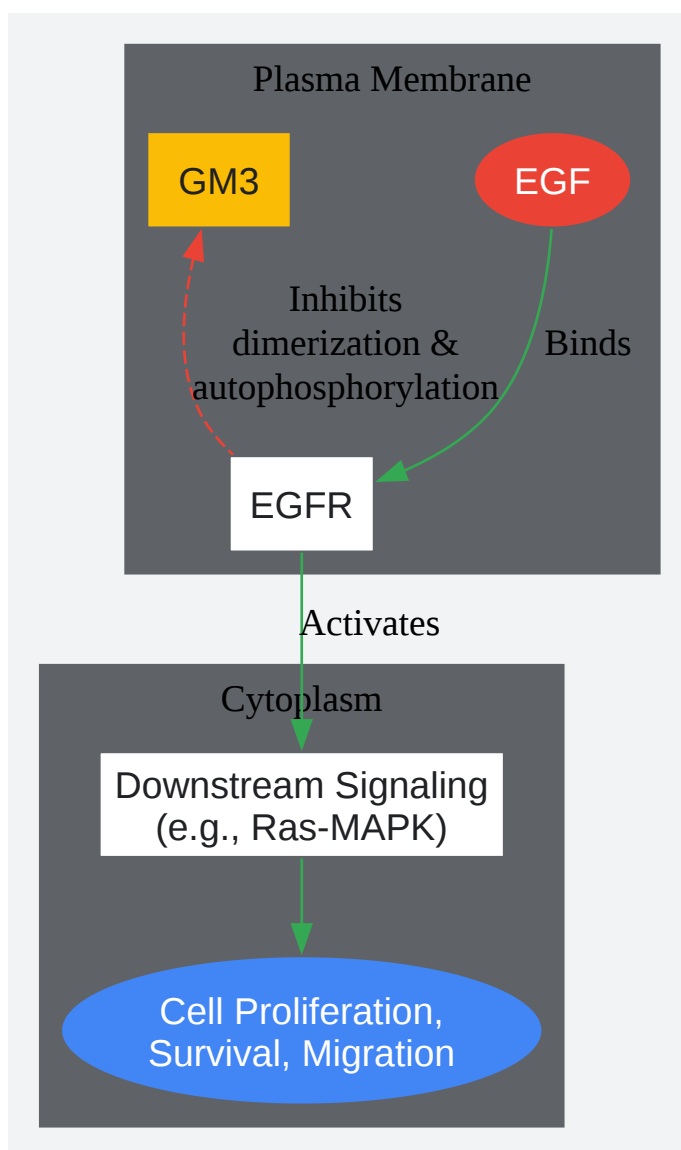 Plasma Membrane
GM3
EGF
Inhibits
dimerization &
autophosphorylation
Binds
EGFR
Activates
Cytoplasm
Downstream Signaling
(e.g., Ras-MAPK)
Cell Proliferation,
Survival, Migration